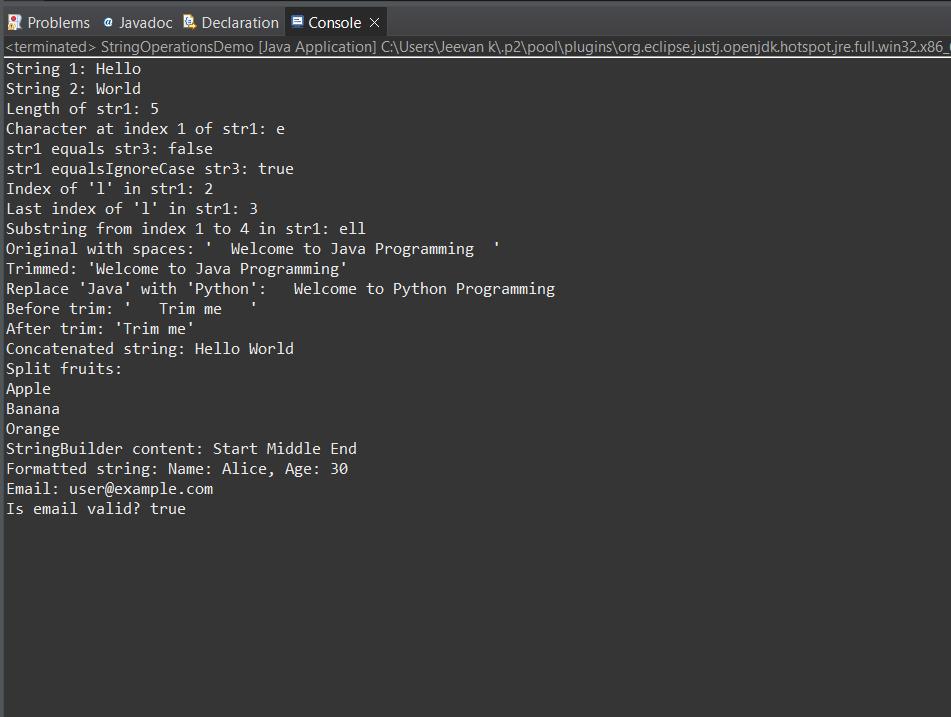 Problems @ Javadoc Declaration Console
<terminated> StringOperationsDemo [Java Application] C:\Users\Jeevan k\.p2\pool\plugins\org.eclipse.justj.openjdk.hotspot.jre.full.win32.x86_
String 1: Hello
String 2: World
Length of str1: 5
Character at index 1 of str1: e
str1 equals str3: false
str1 equalsIgnoreCase str3: true
Index of 'l' in str1: 2
Last index of 'l' in str1: 3
Substring from index 1 to 4 in str1: ell
Original with spaces: '  Welcome to Java Programming  '
Trimmed: 'Welcome to Java Programming'
Replace 'Java' with 'Python':   Welcome to Python Programming
Before trim: '   Trim me   '
After trim: 'Trim me'
Concatenated string: Hello World
Split fruits:
Apple
Banana
Orange
StringBuilder content: Start Middle End
Formatted string: Name: Alice, Age: 30
Email: user@example.com
Is email valid? true